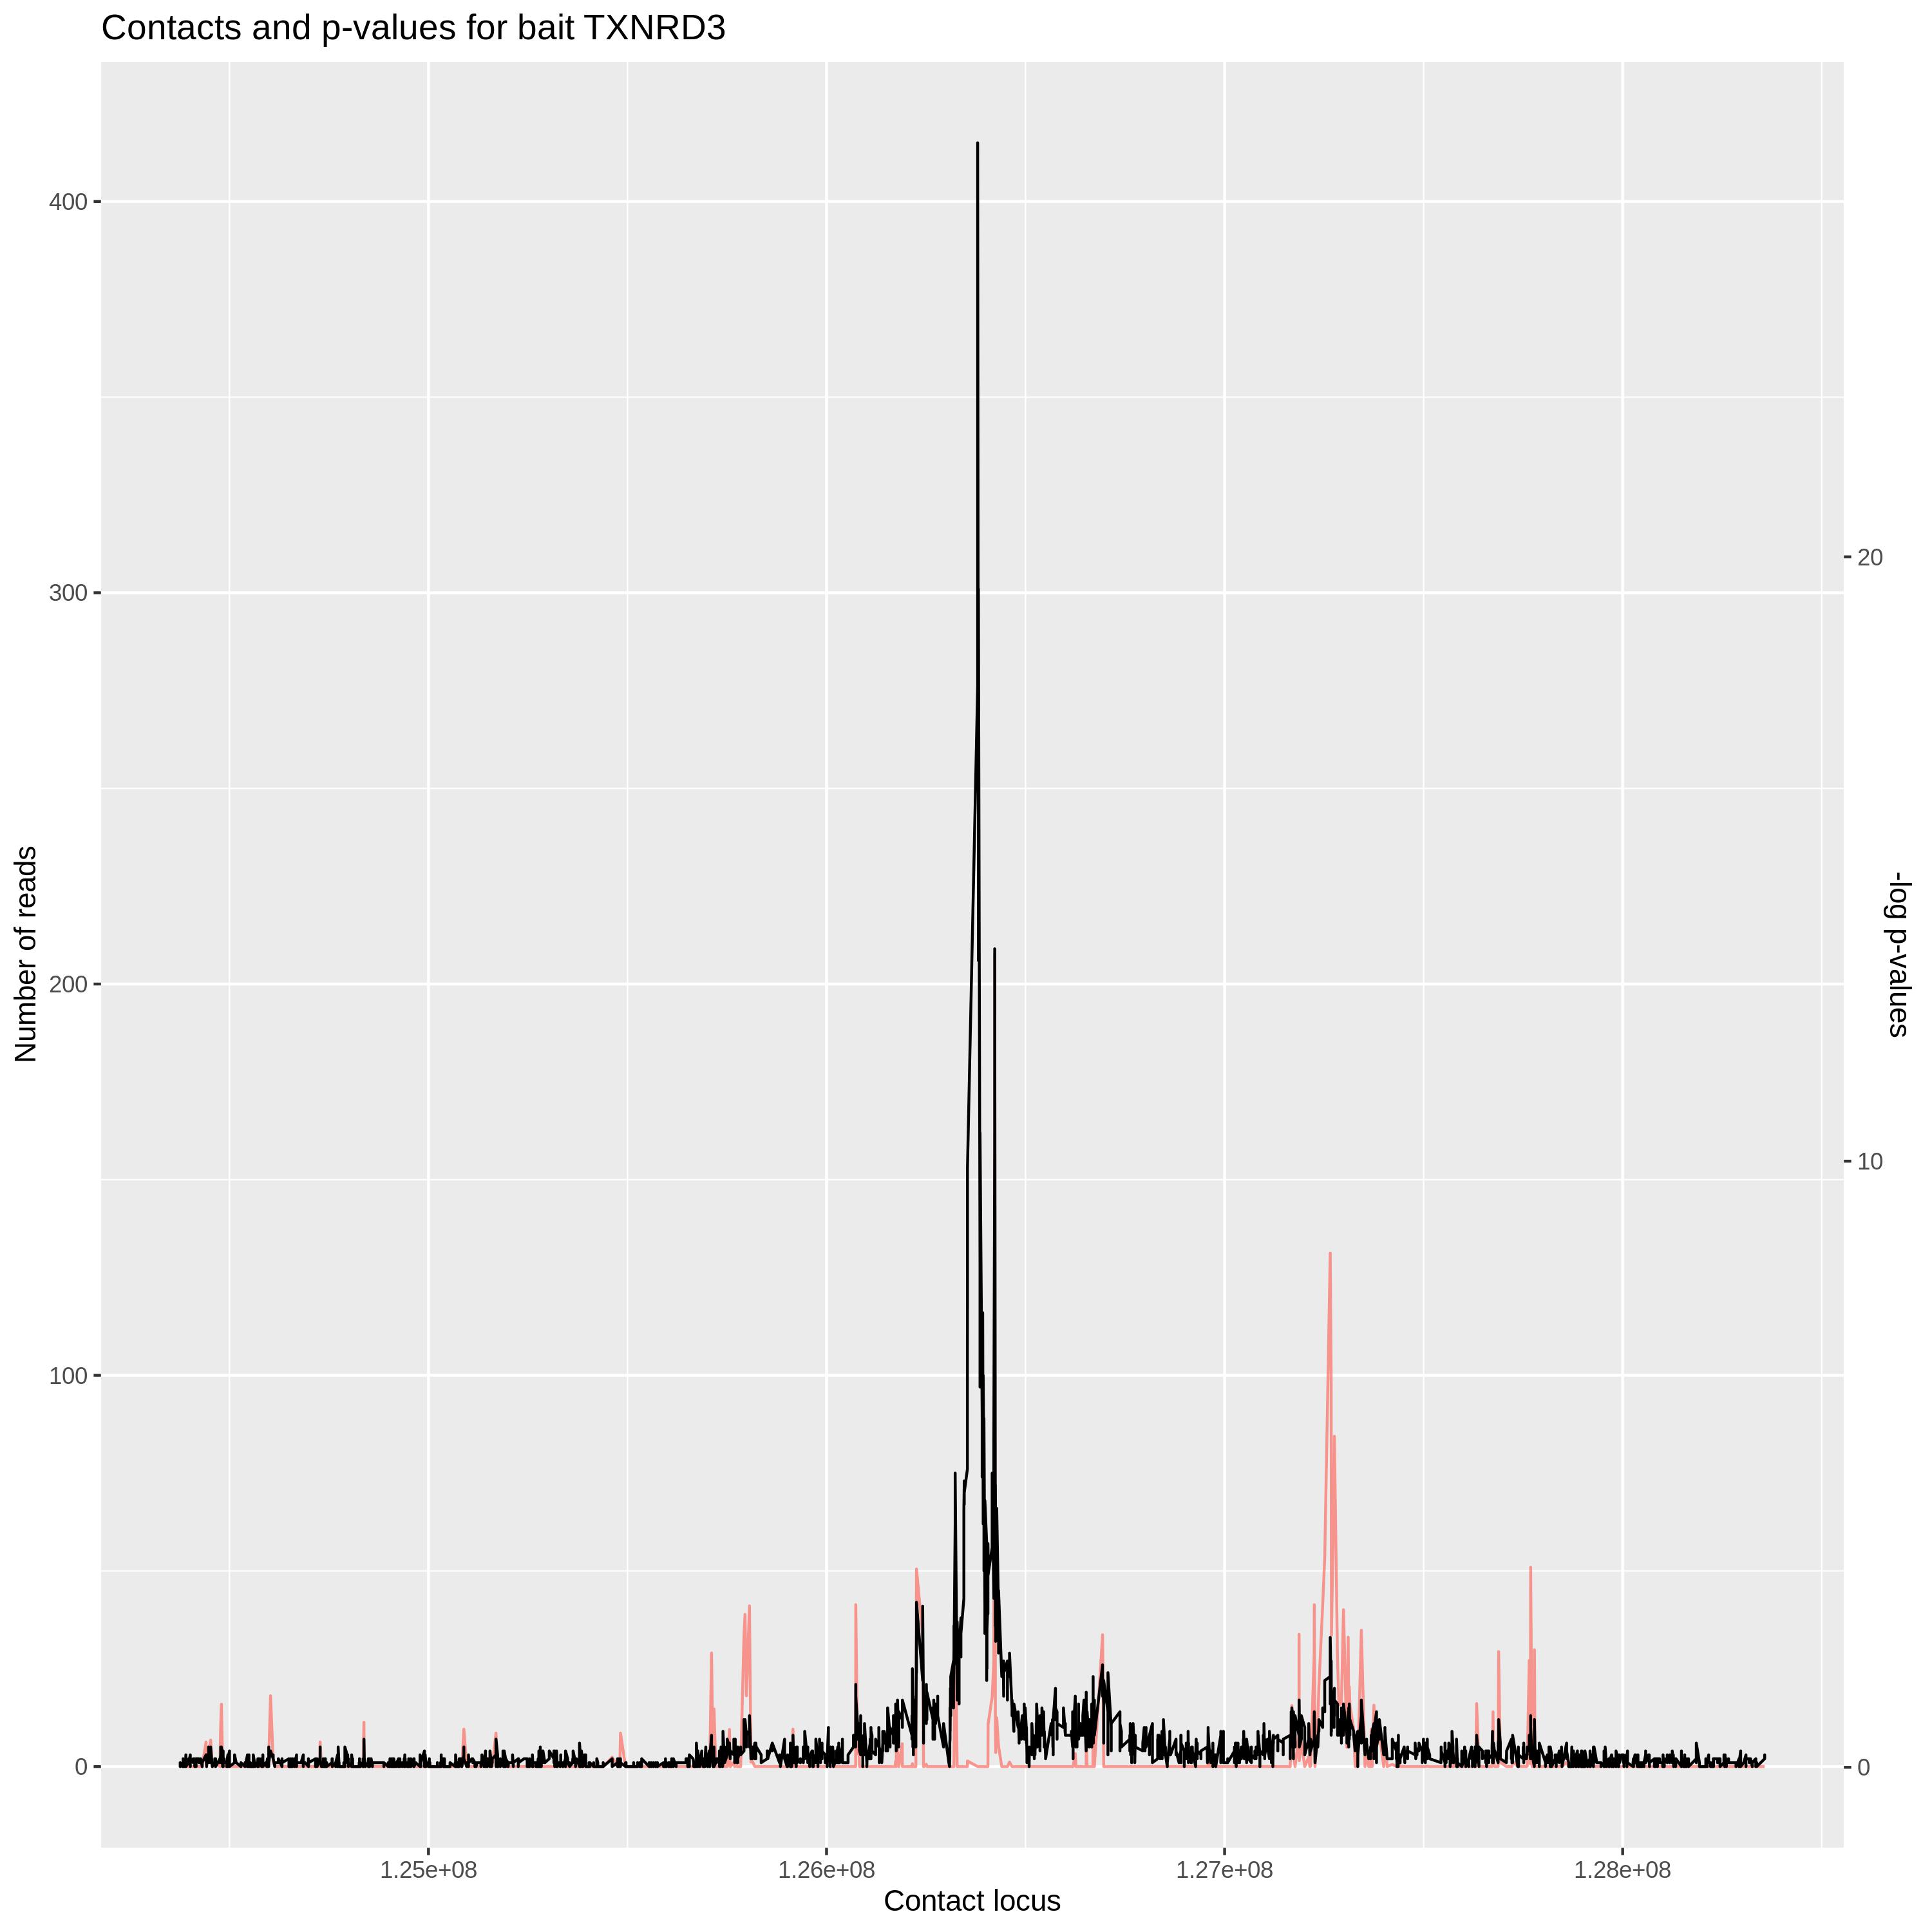 Contacts and p-values for bait TXNRD3
400
300
200
100
0
Number of reads
20
10
0
-log p-values
1.25e+08
1.26e+08
1.27e+08
1.28e+08
Contact locus